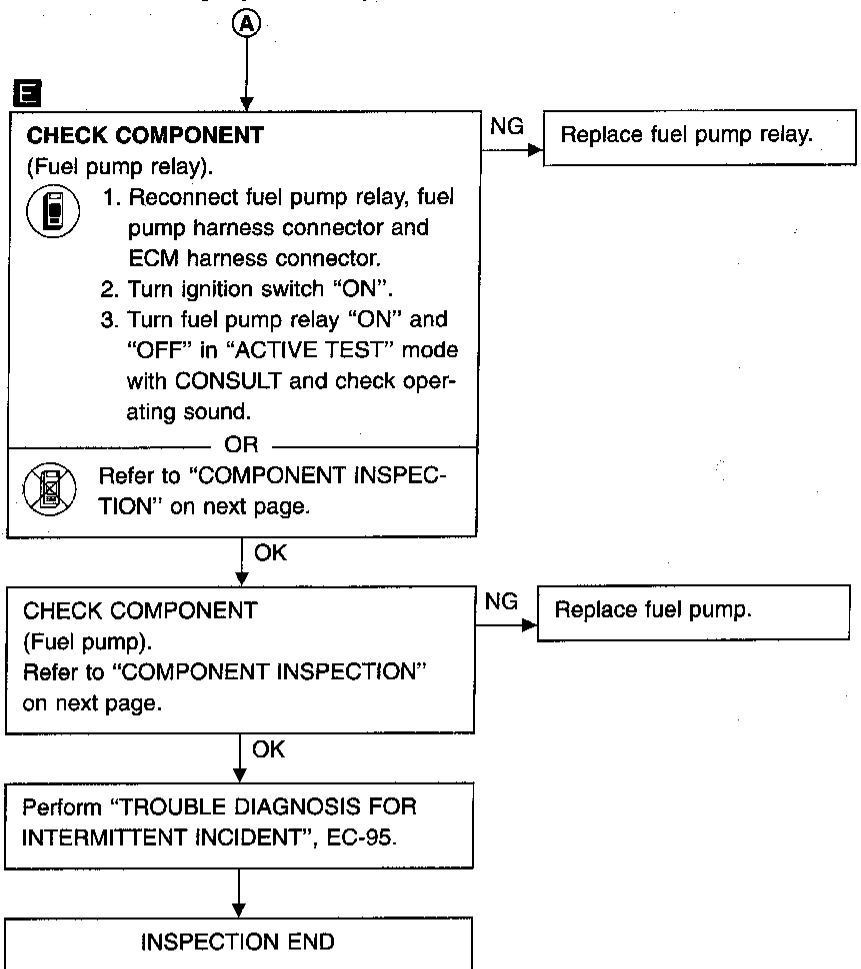 A
E
CHECK COMPONENT
NG
Replace fuel pump relay.
(Fuel pump relay).
1. Reconnect fuel pump relay, fuel
pump harness connector and
ECM harness connector.
2. Turn ignition switch "ON".
3. Turn fuel pump relay "ON" and
"OFF" in "ACTIVE TEST" mode
with CONSULT and check oper-
ating sound.
OR
Refer to "COMPONENT INSPEC-
TION" on next page.
OK
CHECK COMPONENT
NG
Replace fuel pump.
(Fuel pump).
Refer to "COMPONENT INSPECTION"
on next page.
OK
Perform "TROUBLE DIAGNOSIS FOR
INTERMITTENT INCIDENT", EC-95.
INSPECTION END